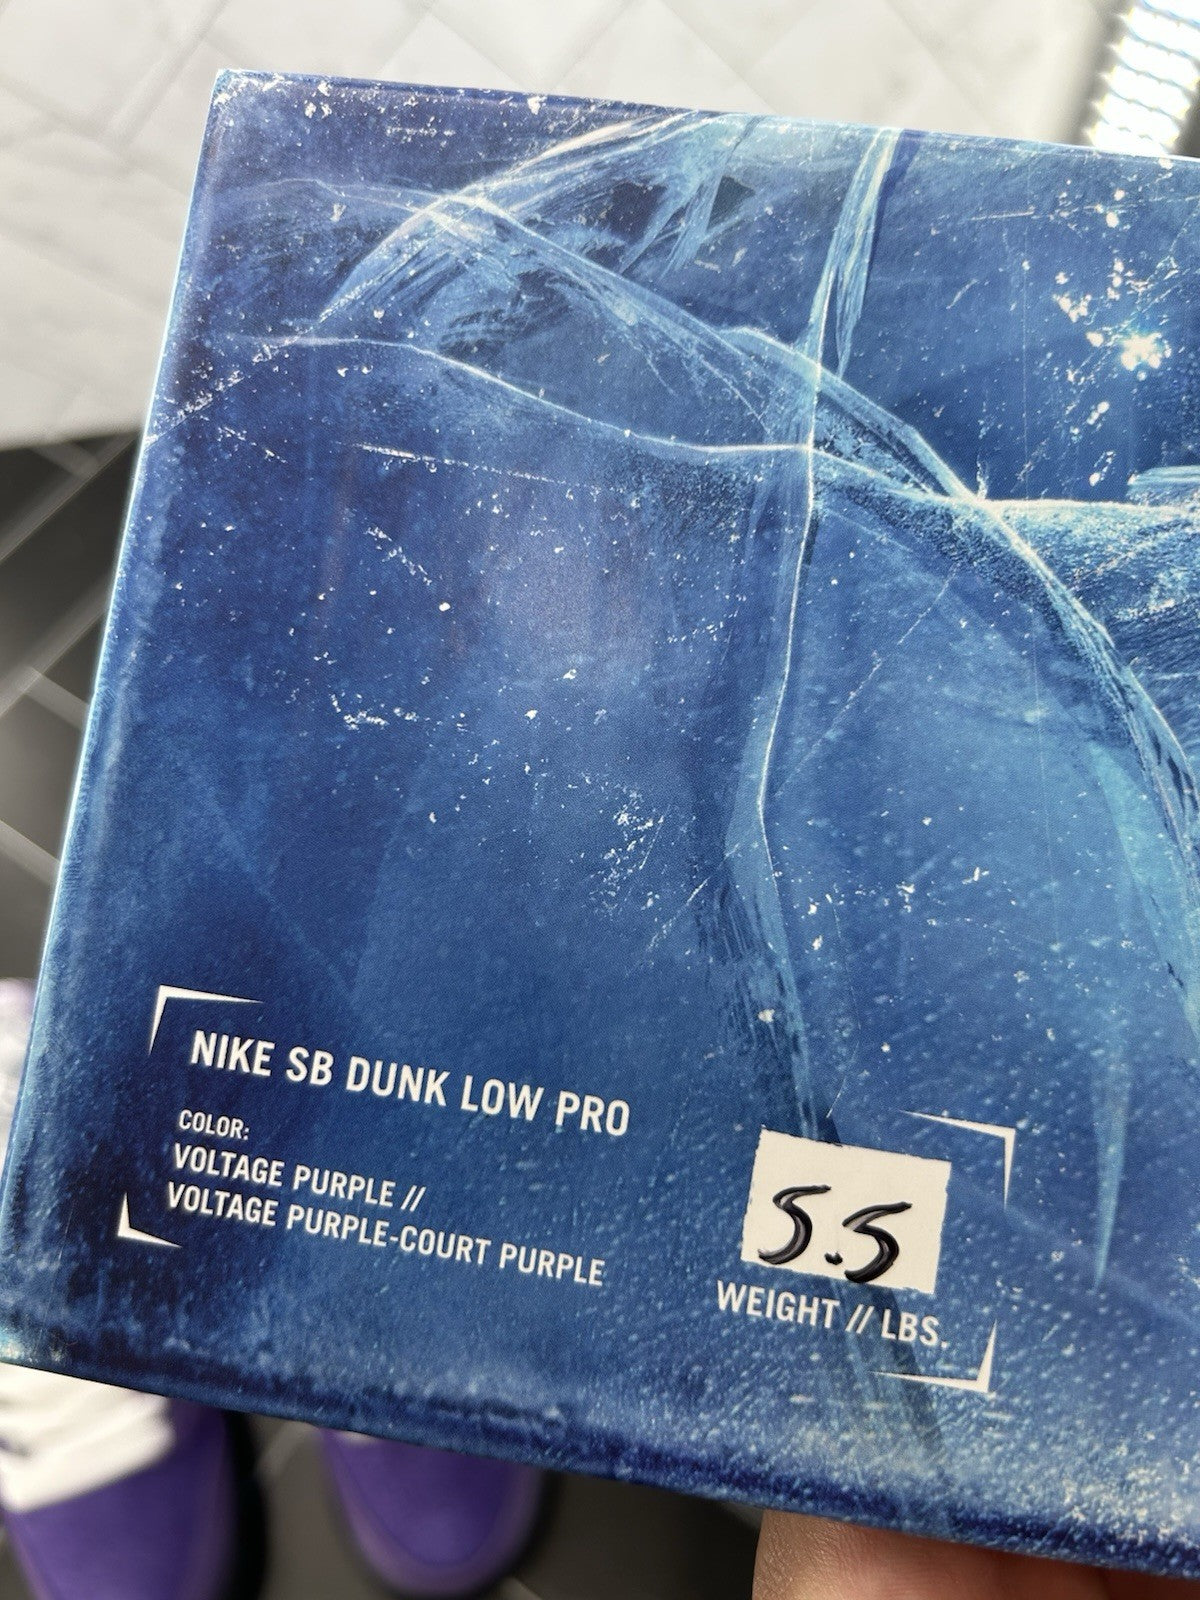 NIKE SB DUNK LOW PRO
COLOR:
VOLTAGE PURPLE //
VOLTAGE PURPLE-COURT PURPLE
5.5
WEIGHT // LBS.